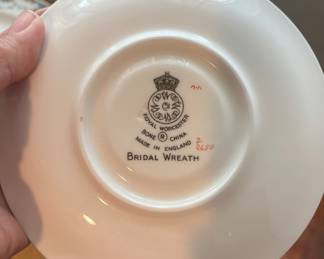 ROYAL WORCESTER
BONE ® CHINA
MADE IN ENGLAND
BRIDAL WREATH